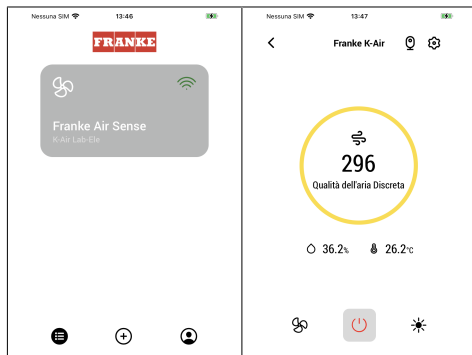 Nessuna SIM 13:46
FRANKE
Franke Air Sense
K-Air Lab-Ele
Nessuna SIM 13:47
Franke K-Air
296
Qualità dell'aria Discreta
36.2% 26.2°C